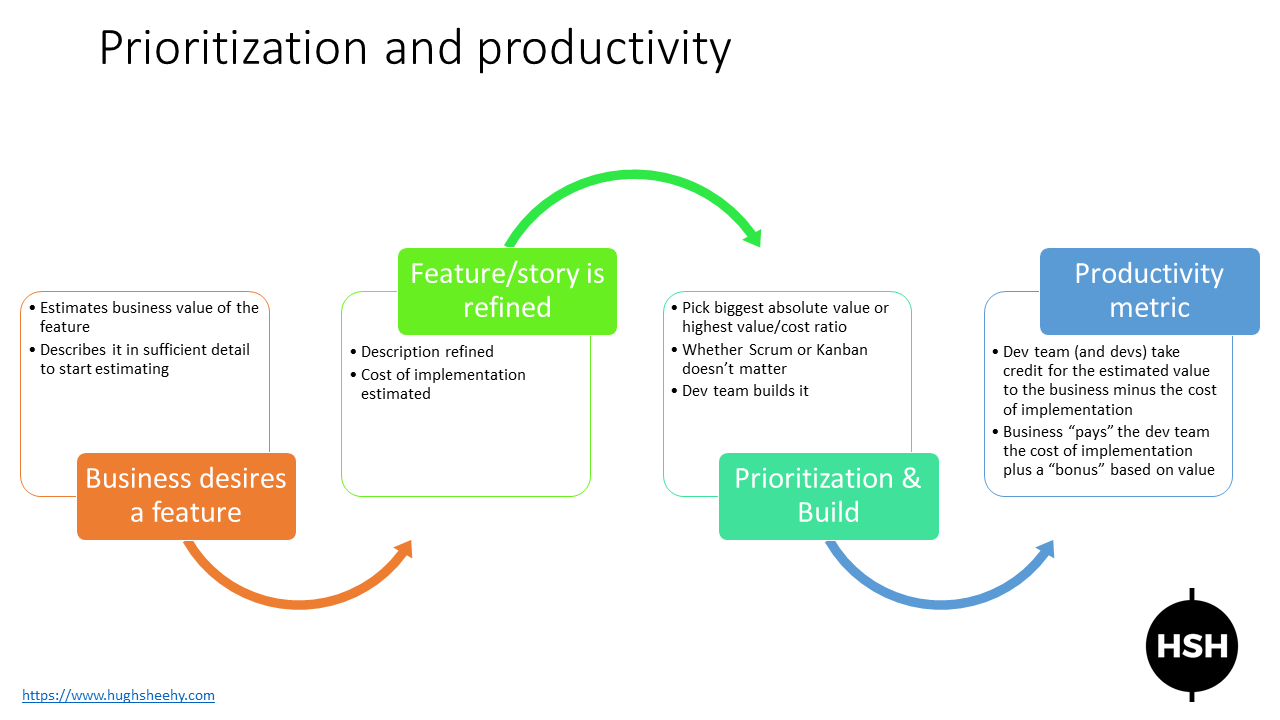 Prioritization and productivity
• Estimates business value of the
feature
• Describes it in sufficient detail
to start estimating
Business desires
a feature
Feature/story is
refined
• Description refined
• Cost of implementation
estimated
• Pick biggest absolute value or
highest value/cost ratio
• Whether Scrum or Kanban
doesn’t matter
• Dev team builds it
Prioritization &
Build
Productivity
metric
• Dev team (and devs) take
credit for the estimated value
to the business minus the cost
of implementation
• Business “pays” the dev team
the cost of implementation
plus a “bonus” based on value
HSH
https://www.hughsheehy.com